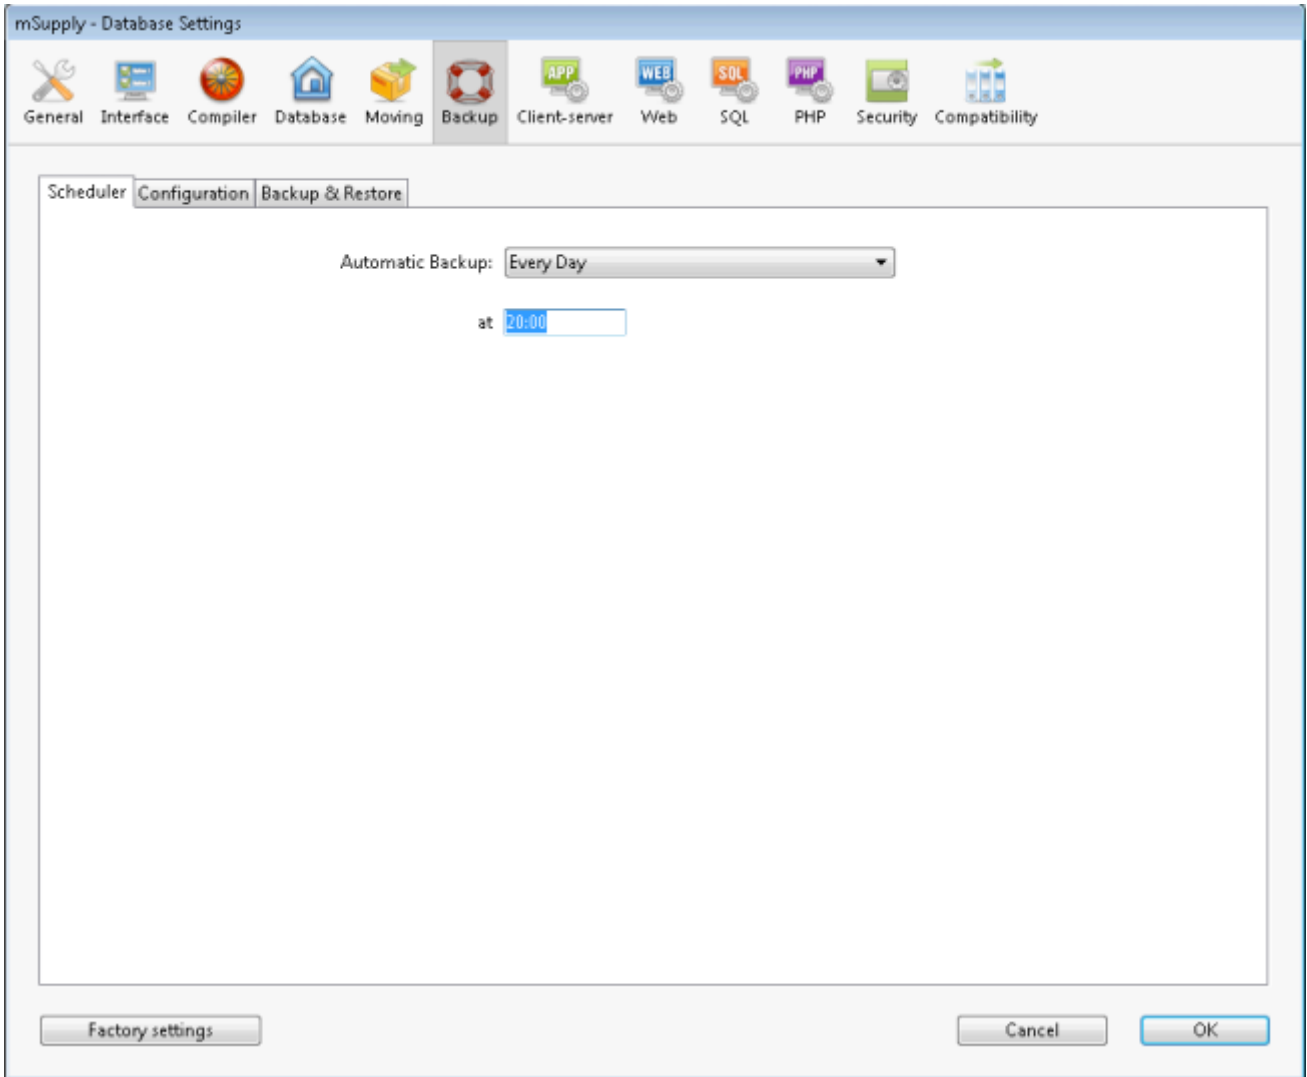 mSupply - Database Settings
APP WEB SQL PHP
General Interface Compiler Database Moving Backup Client-server Web SQL PHP Security Compatibility
Scheduler Configuration Backup & Restore
Automatic Backup: Every Day
at 20:00
Factory settings Cancel OK